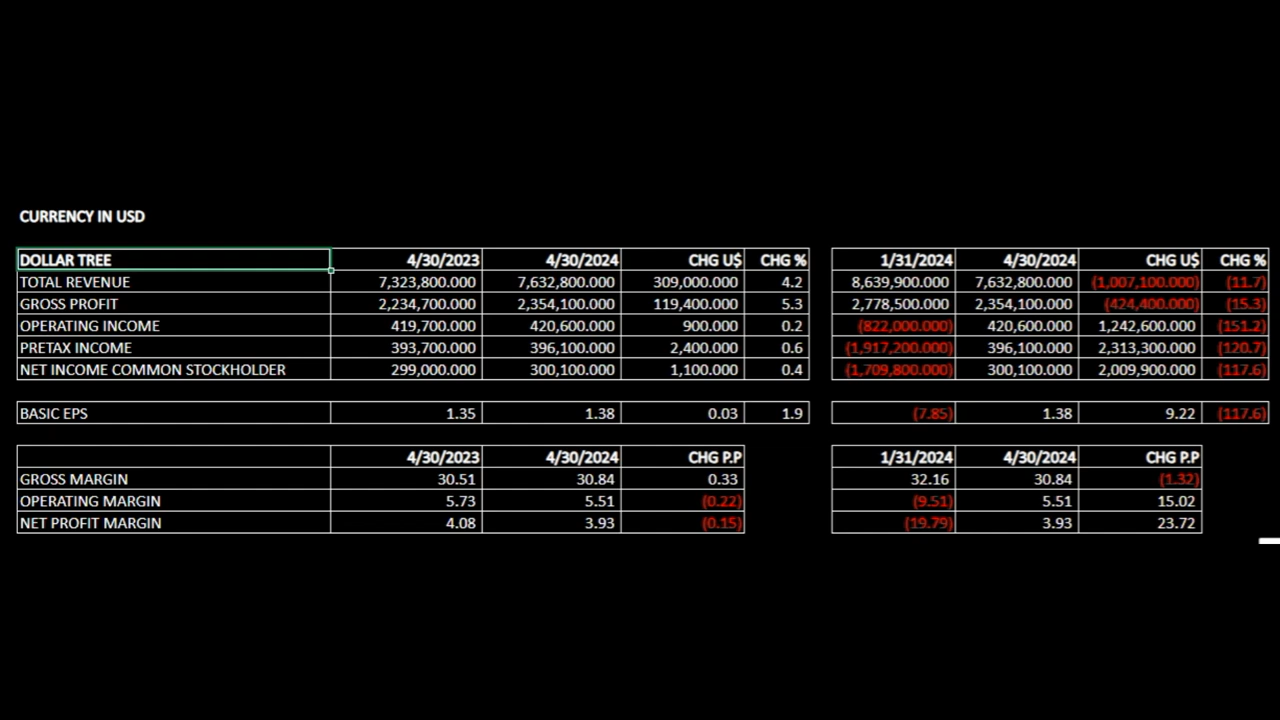 CURRENCY IN USD
DOLLAR TREE 4/30/2023 4/30/2024 CHG U$ CHG % 1/31/2024 4/30/2024 CHG U$ CHG %
TOTAL REVENUE 7,323,800.000 7,632,800.000 309,000.000 4.2 8,639,900.000 7,632,800.000 (1,007,100.000) (11.7)
GROSS PROFIT 2,234,700.000 2,354,100.000 119,400.000 5.3 2,778,500.000 2,354,100.000 (424,400.000) (15.3)
OPERATING INCOME 419,700.000 420,600.000 900.000 0.2 (822,000.000) 420,600.000 1,242,600.000 (151.2)
PRETAX INCOME 393,700.000 396,100.000 2,400.000 0.6 (1,917,200.000) 396,100.000 2,313,300.000 (120.7)
NET INCOME COMMON STOCKHOLDER 299,000.000 300,100.000 1,100.000 0.4 (1,709,800.000) 300,100.000 2,009,900.000 (117.6)
BASIC EPS 1.35 1.38 0.03 1.9 (7.85) 1.38 9.22 (117.6)
4/30/2023 4/30/2024 CHG P.P 1/31/2024 4/30/2024 CHG P.P
GROSS MARGIN 30.51 30.84 0.33 32.16 30.84 (1.32)
OPERATING MARGIN 5.73 5.51 (0.22) (9.51) 5.51 15.02
NET PROFIT MARGIN 4.08 3.93 (0.15) (19.79) 3.93 23.72